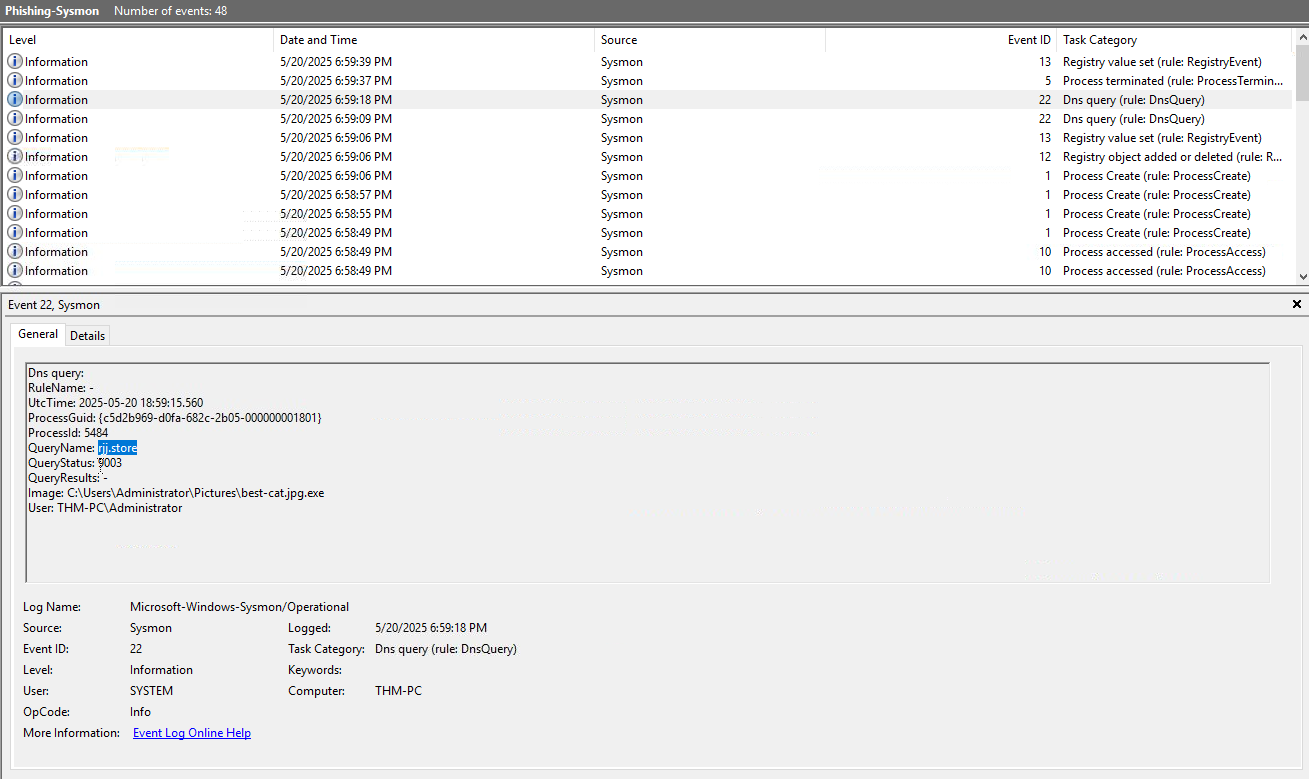 Phishing-Sysmon Number of events: 48
Level Date and Time Source Event ID Task Category
Information 5/20/2025 6:59:39 PM Sysmon 13 Registry value set (rule: RegistryEvent)
Information 5/20/2025 6:59:37 PM Sysmon 5 Process terminated (rule: ProcessTermin...
Information 5/20/2025 6:59:18 PM Sysmon 22 Dns query (rule: DnsQuery)
Information 5/20/2025 6:59:09 PM Sysmon 22 Dns query (rule: DnsQuery)
Information 5/20/2025 6:59:06 PM Sysmon 13 Registry value set (rule: RegistryEvent)
Information 5/20/2025 6:59:06 PM Sysmon 12 Registry object added or deleted (rule: R...
Information 5/20/2025 6:59:06 PM Sysmon 1 Process Create (rule: ProcessCreate)
Information 5/20/2025 6:58:57 PM Sysmon 1 Process Create (rule: ProcessCreate)
Information 5/20/2025 6:58:55 PM Sysmon 1 Process Create (rule: ProcessCreate)
Information 5/20/2025 6:58:49 PM Sysmon 1 Process Create (rule: ProcessCreate)
Information 5/20/2025 6:58:49 PM Sysmon 10 Process accessed (rule: ProcessAccess)
Information 5/20/2025 6:58:49 PM Sysmon 10 Process accessed (rule: ProcessAccess)
Event 22, Sysmon
General Details
Dns query:
RuleName: -
UtcTime: 2025-05-20 18:59:15.560
ProcessGuid: {c5d2b969-d0fa-682c-2b05-000000001801}
ProcessId: 5484
QueryName: rjj.store
QueryStatus: 9003
QueryResults: -
Image: C:\Users\Administrator\Pictures\best-cat.jpg.exe
User: THM-PC\Administrator
Log Name: Microsoft-Windows-Sysmon/Operational
Source: Sysmon Logged: 5/20/2025 6:59:18 PM
Event ID: 22 Task Category: Dns query (rule: DnsQuery)
Level: Information Keywords:
User: SYSTEM Computer: THM-PC
OpCode: Info
More Information: Event Log Online Help